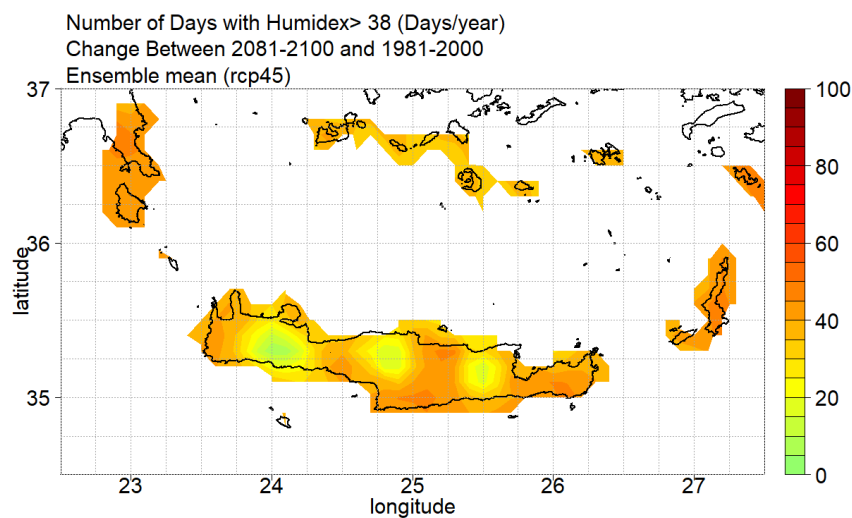 Number of Days with Humidex> 38 (Days/year)
Change Between 2081-2100 and 1981-2000
Ensemble mean (rcp45)
37
36
35
latitude
23
24
25
26
27
longitude
100
80
60
40
20
0